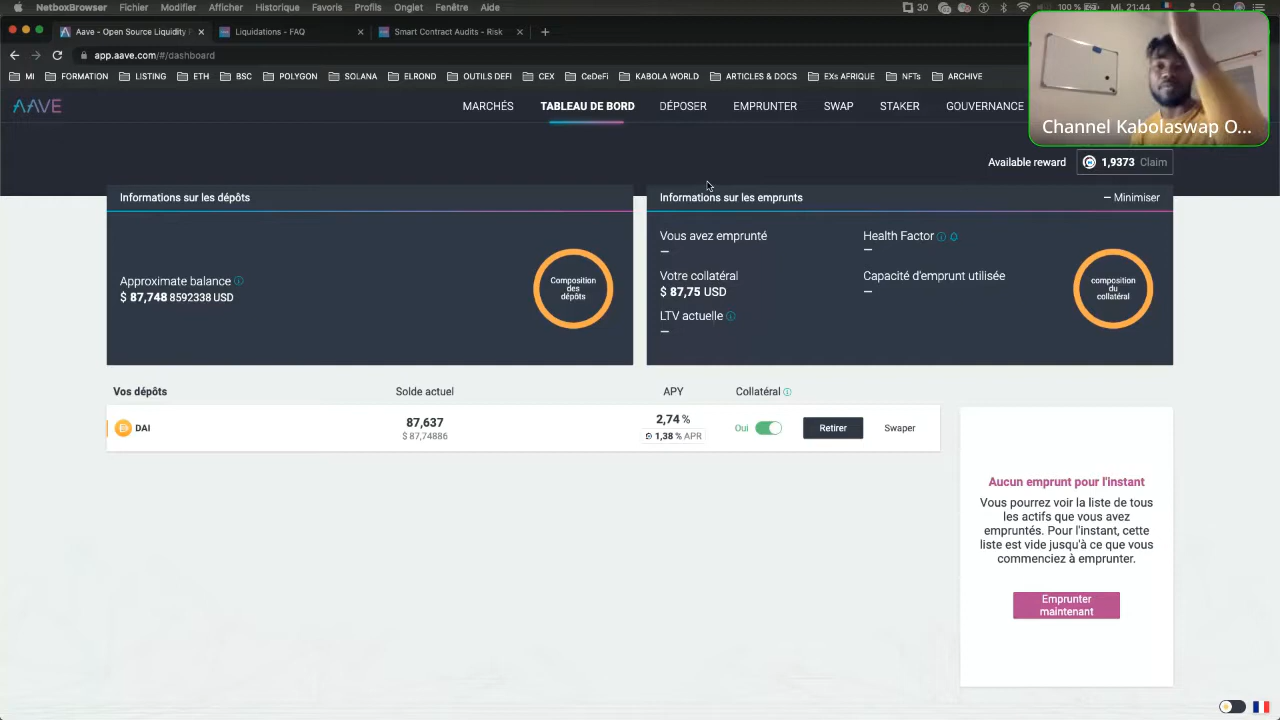 NetboxBrowser Fichier Modifier Afficher Historique Favoris Profils Onglet Fenêtre Aide 30 100 % Mi. 21:44
Aave - Open Source Liquidity P Liquidations - FAQ Smart Contract Audits - Risk
app.aave.com/#/dashboard
MI FORMATION LISTING ETH BSC POLYGON SOLANA ELROND OUTILS DEFI CEX CeDeFi KABOLA WORLD ARTICLES & DOCS EXs AFRIQUE NFTs ARCHIVE
AAVE MARCHÉS TABLEAU DE BORD DÉPOSER EMPRUNTER SWAP STAKER GOUVERNANCE
Channel Kabolaswap O...
Available reward 1,9373 Claim
Informations sur les dépôts
Approximate balance
$ 87,748 8592338 USD
Composition
des
dépôts
Informations sur les emprunts
– Minimiser
Vous avez emprunté
–
Votre collatéral
$ 87,75 USD
LTV actuelle
–
Health Factor
–
Capacité d'emprunt utilisée
–
composition
du
collatéral
Vos dépôts Solde actuel APY Collatéral
DAI
87,637
$ 87,74886
2,74 %
1,38 % APR
Oui
Retirer
Swaper
Aucun emprunt pour l'instant
Vous pourrez voir la liste de tous
les actifs que vous avez
empruntés. Pour l'instant, cette
liste est vide jusqu'à ce que vous
commenciez à emprunter.
Emprunter
maintenant